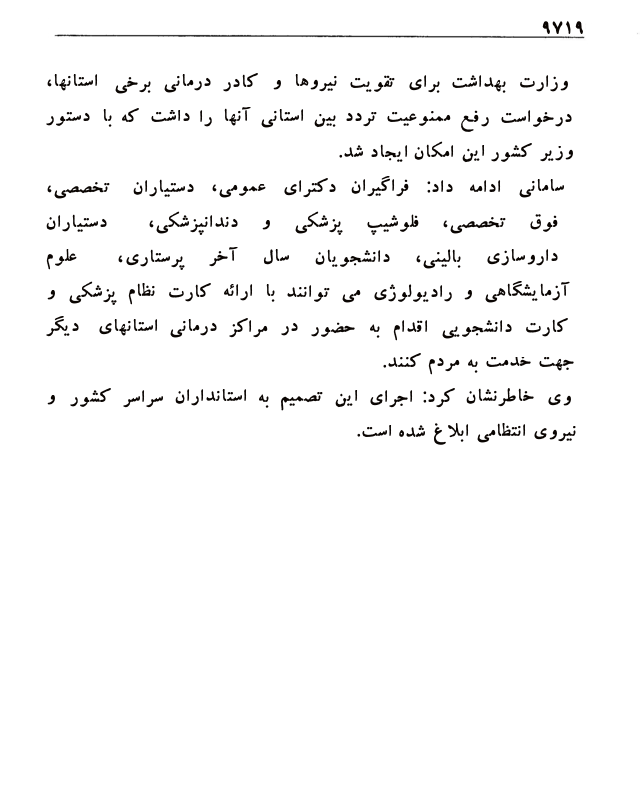 ۹۷۱۹
وزارت بهداشت برای تقویت نیروها و کادر درمانی برخی استانها،
درخواست رفع ممنوعیت تردد بین استانی آنها را داشت که با دستور
وزیر کشور این امکان ایجاد شد.
سامانی ادامه داد: فراگیران دکترای عمومی، دستیاران تخصصی،
فوق تخصصی، فلوشیپ پزشکی و دندانپزشکی، دستیاران
داروسازی بالینی، دانشجویان سال آخر پرستاری، علوم
آزمایشگاهی و رادیولوژی می توانند با ارائه کارت نظام پزشکی و
کارت دانشجویی اقدام به حضور در مراکز درمانی استانهای دیگر
جهت خدمت به مردم کنند.
وی خاطرنشان کرد: اجرای این تصمیم به استانداران سراسر کشور و
نیروی انتظامی ابلاغ شده است.